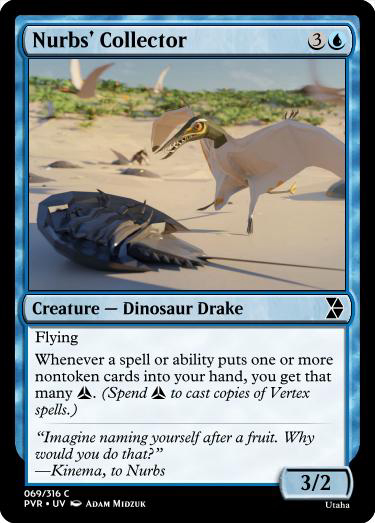 Nurbs' Collector 3
Creature — Dinosaur Drake
Flying
Whenever a spell or ability puts one or more
nontoken cards into your hand, you get that
many . (Spend to cast copies of Vertex
spells.)
"Imagine naming yourself after a fruit. Why
would you do that?"
—Kinema, to Nurbs
3/2
069/316 C
PVR • UV Adam Midzuk
Utaha